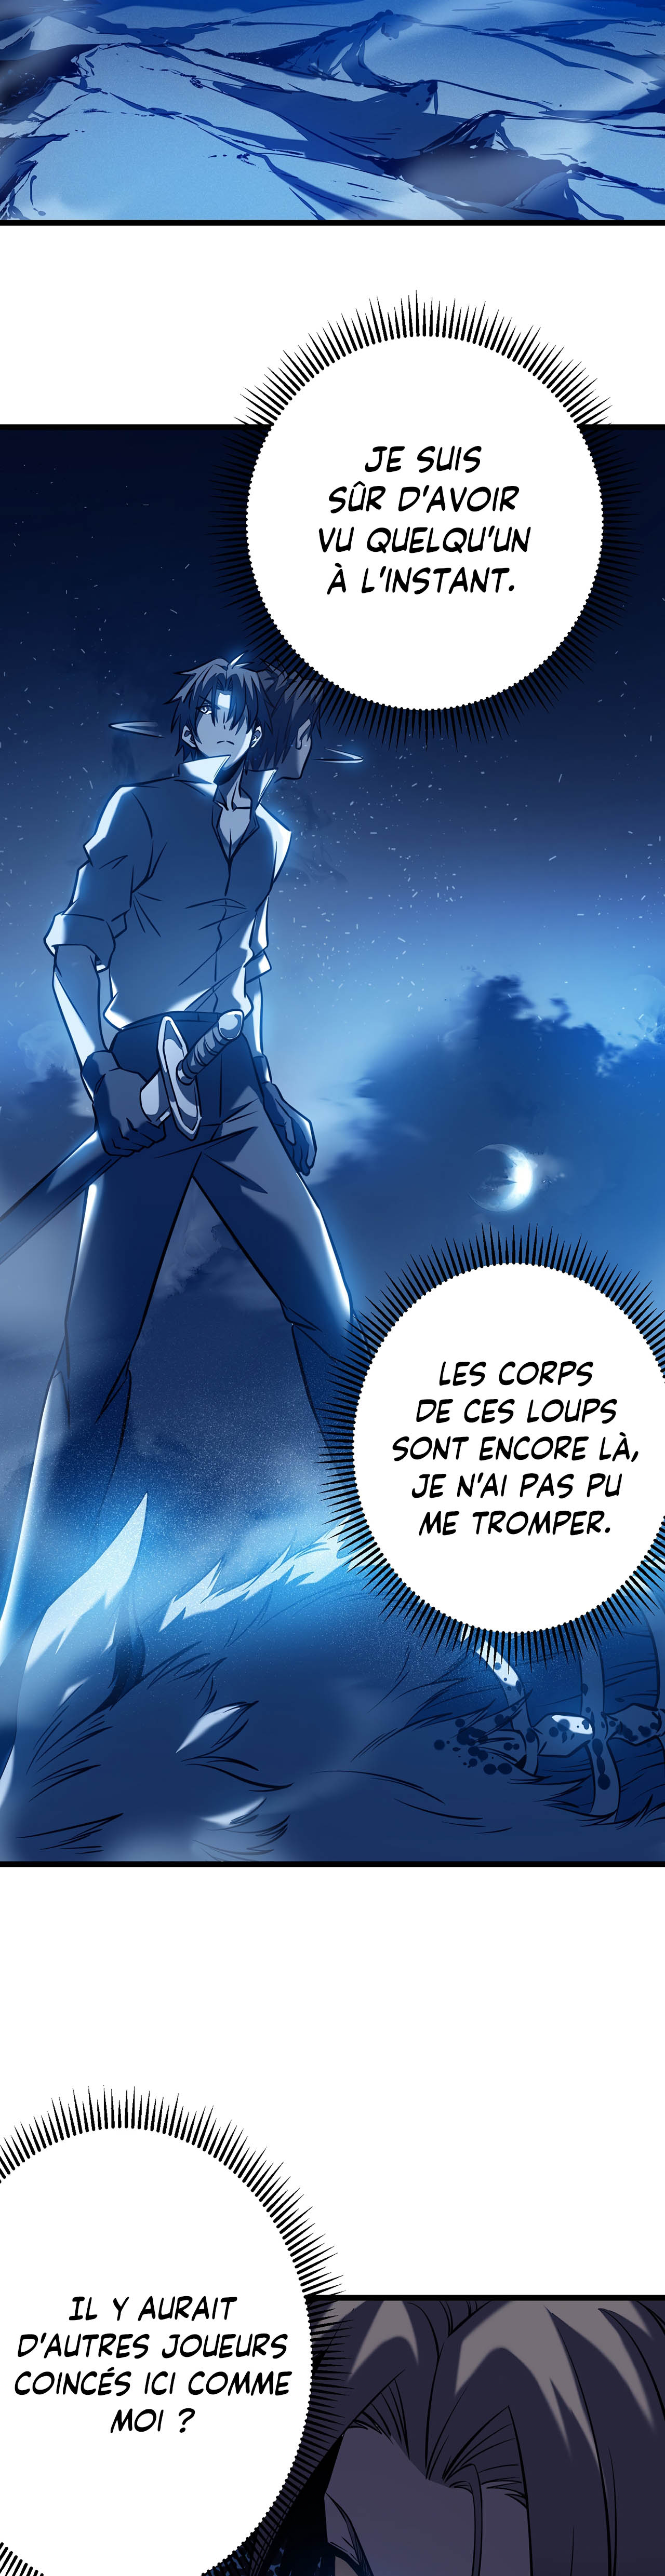 JE SUIS
SÛR D'AVOIR
VU QUELQU'UN
À L'INSTANT.
LES CORPS
DE CES LOUPS
SONT ENCORE LÀ,
JE N'AI PAS PU
ME TROMPER.
IL Y AURAIT
D'AUTRES JOUEURS
COINCÉS ICI COMME
MOI ?